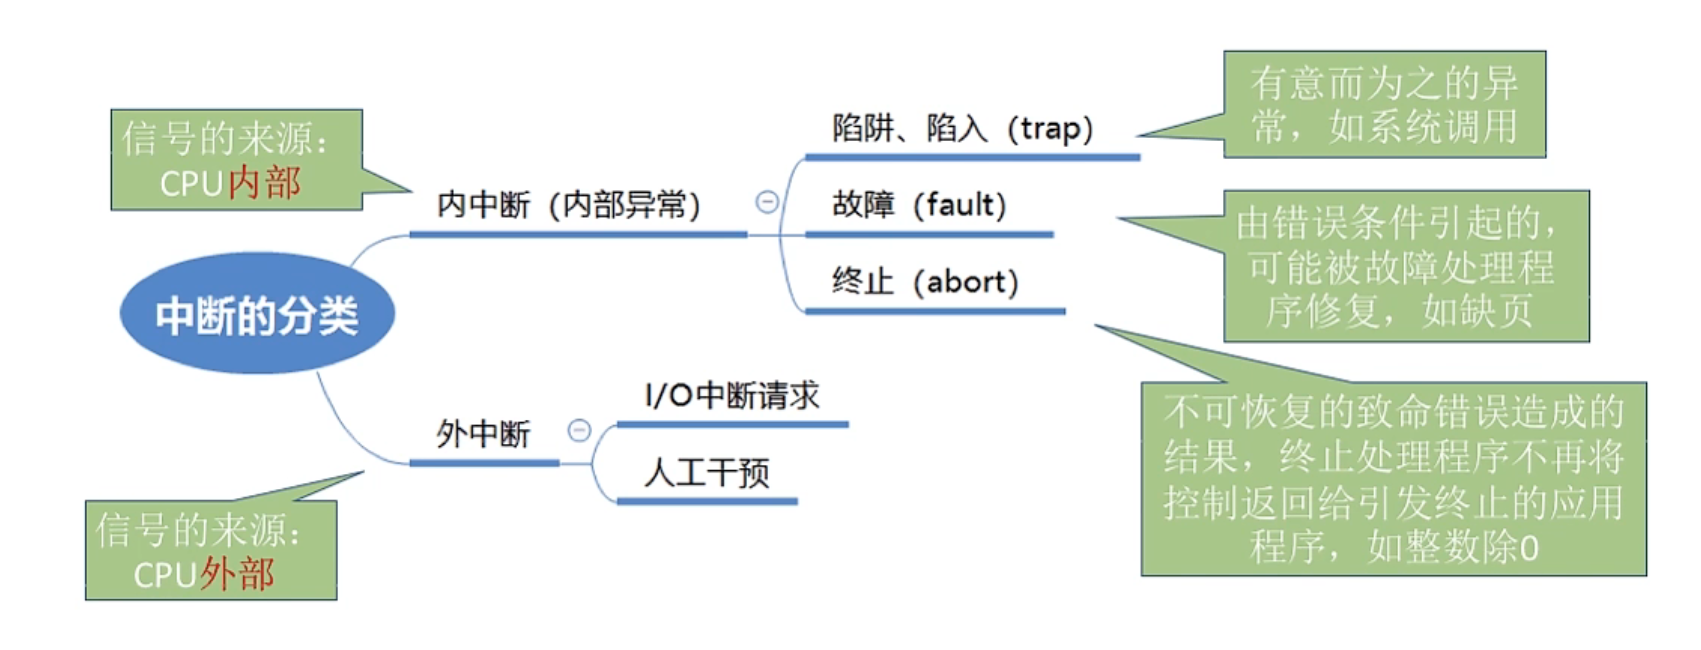 中断的分类
信号的来源：
CPU内部
内中断（内部异常）
陷阱、陷入（trap）
有意而为之的异
常，如系统调用
故障（fault）
由错误条件引起的，
可能被故障处理程
序修复，如缺页
终止（abort）
不可恢复的致命错误造成的
结果，终止处理程序不再将
控制返回给引发终止的应用
程序，如整数除0
外中断
I/O中断请求
人工干预
信号的来源：
CPU外部